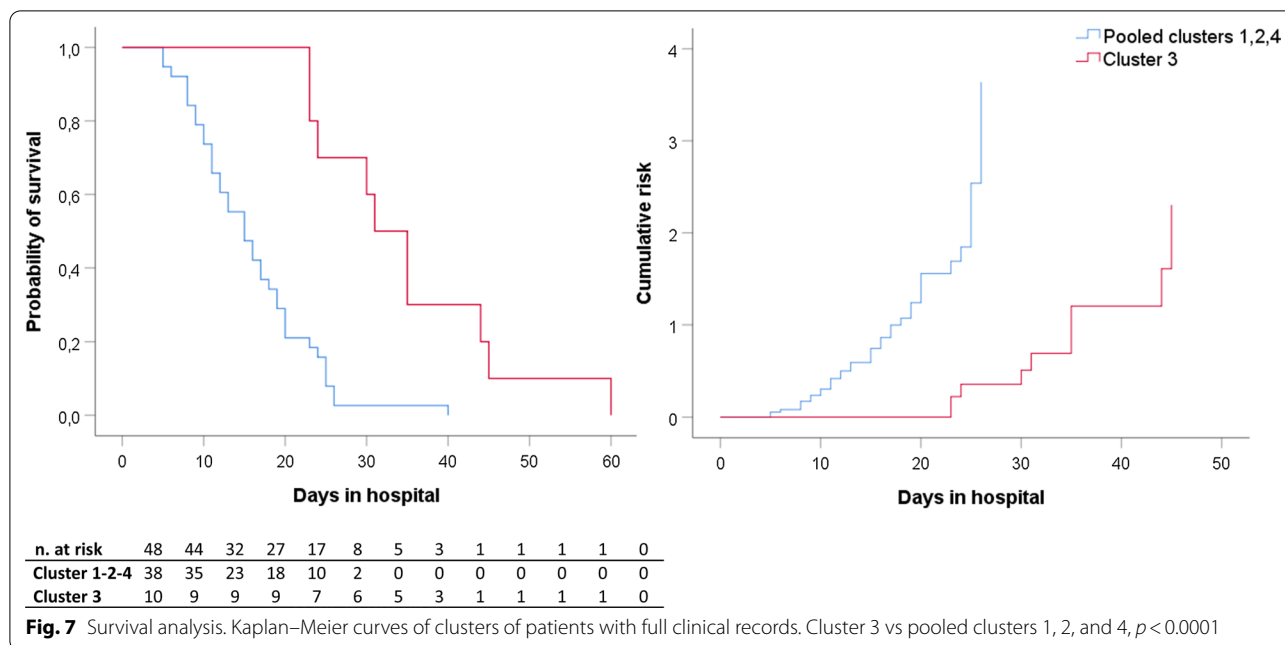 1,0
0,8
0,6
0,4
0,2
0,0
Probability of survival
0 10 20 30 40 50 60
Days in hospital
4
3
2
1
0
Cumulative risk
0 10 20 30 40 50
Days in hospital
Pooled clusters 1,2,4
Cluster 3
n. at risk 48 44 32 27 17 8 5 3 1 1 1 1 0
Cluster 1-2-4 38 35 23 18 10 2 0 0 0 0 0 0 0
Cluster 3 10 9 9 9 7 6 5 3 1 1 1 1 0
Fig. 7 Survival analysis. Kaplan–Meier curves of clusters of patients with full clinical records. Cluster 3 vs pooled clusters 1, 2, and 4, p < 0.0001